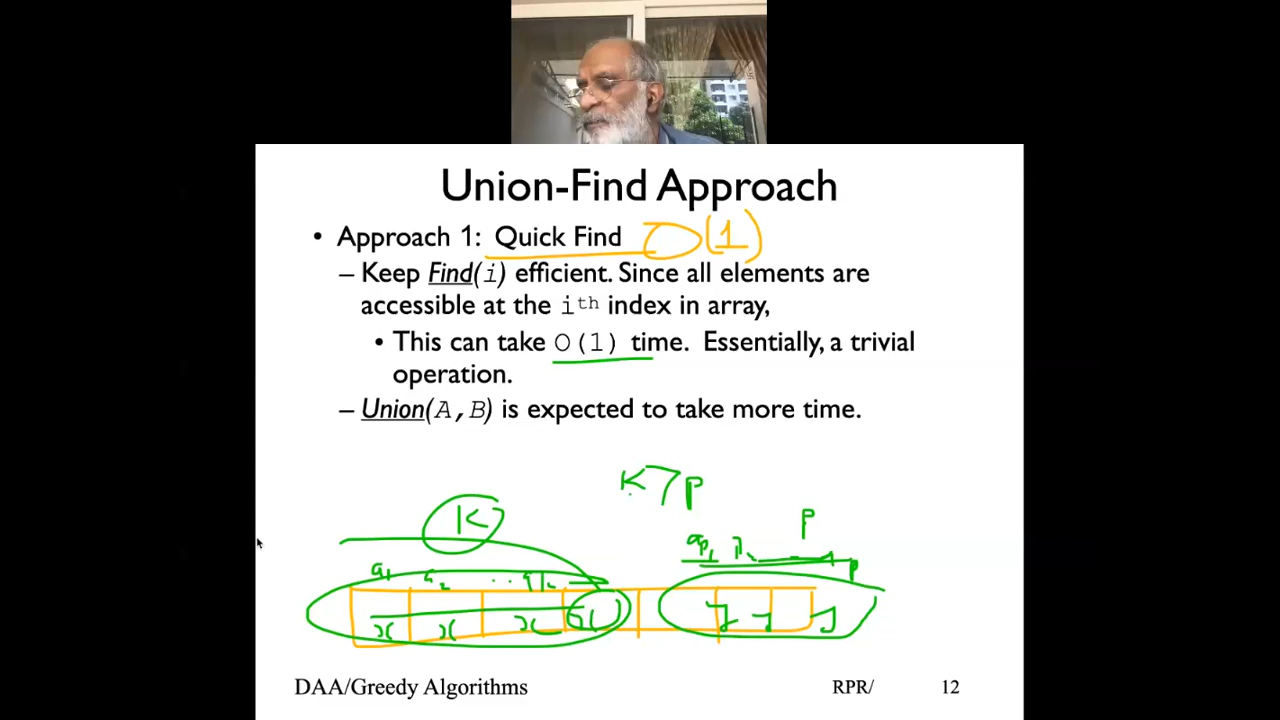 Union-Find Approach
• Approach 1: Quick Find O(1)
– Keep Find(i) efficient. Since all elements are
accessible at the ith index in array,
• This can take O(1) time. Essentially, a trivial
operation.
– Union(A,B) is expected to take more time.
K>p
K
p
a1 a2
x x x
y y y
DAA/Greedy Algorithms RPR/ 12